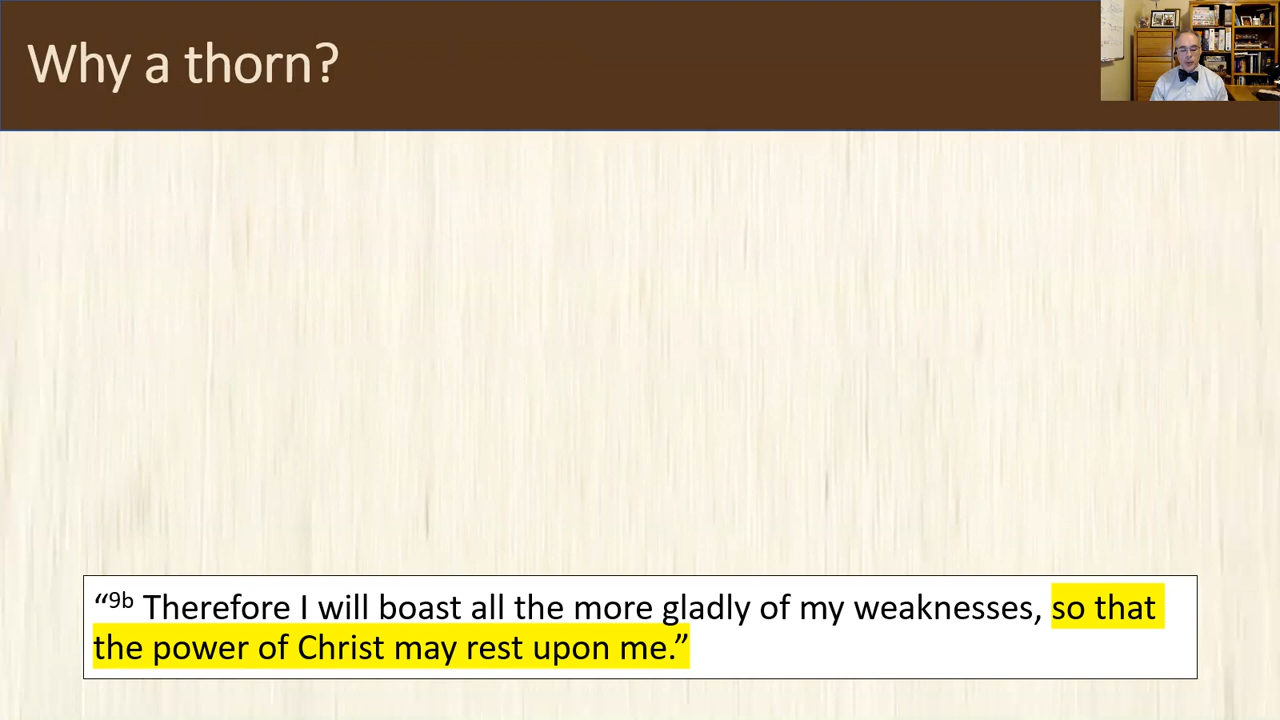 Why a thorn?
“9b Therefore I will boast all the more gladly of my weaknesses, so that
the power of Christ may rest upon me.”